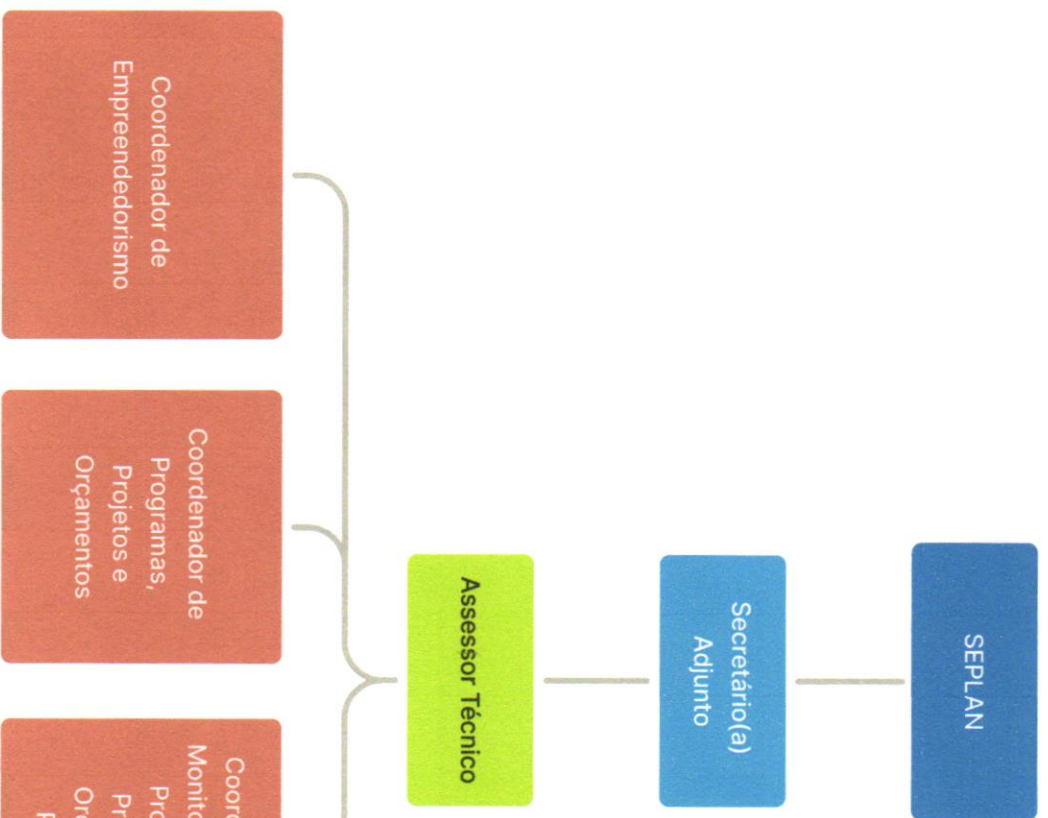 SEPLAN
Secretário(a)
Adjunto
Assessor Técnico
Coordenador de
Empreendedorismo
Coordenador de
Programas,
Projetos e
Orçamentos